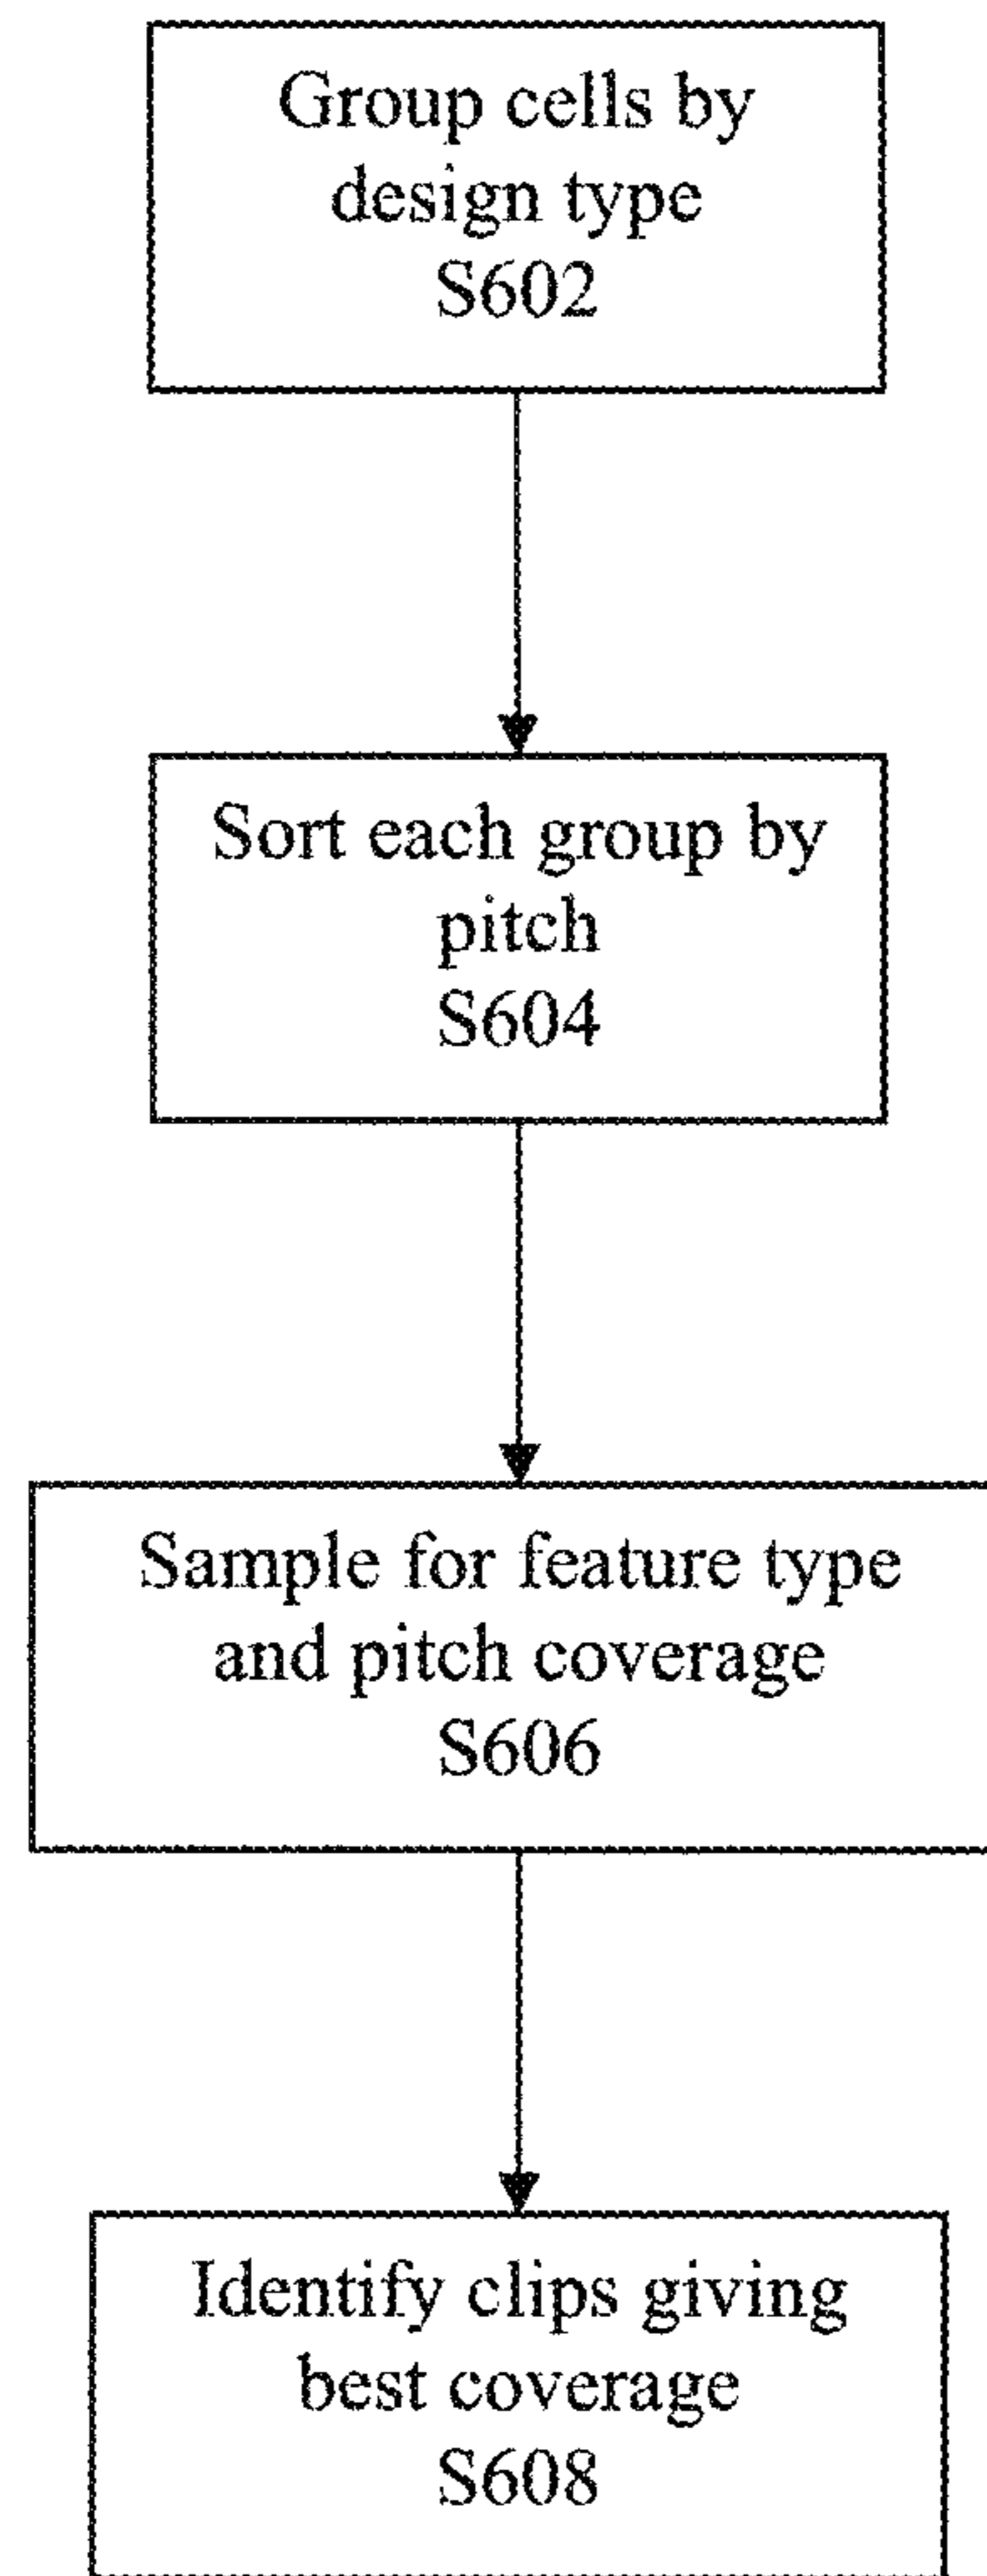 Group cells by
design type
S602
Sort each group by
pitch
S604
Sample for feature type
and pitch coverage
S606
Identify clips giving
best coverage
S608